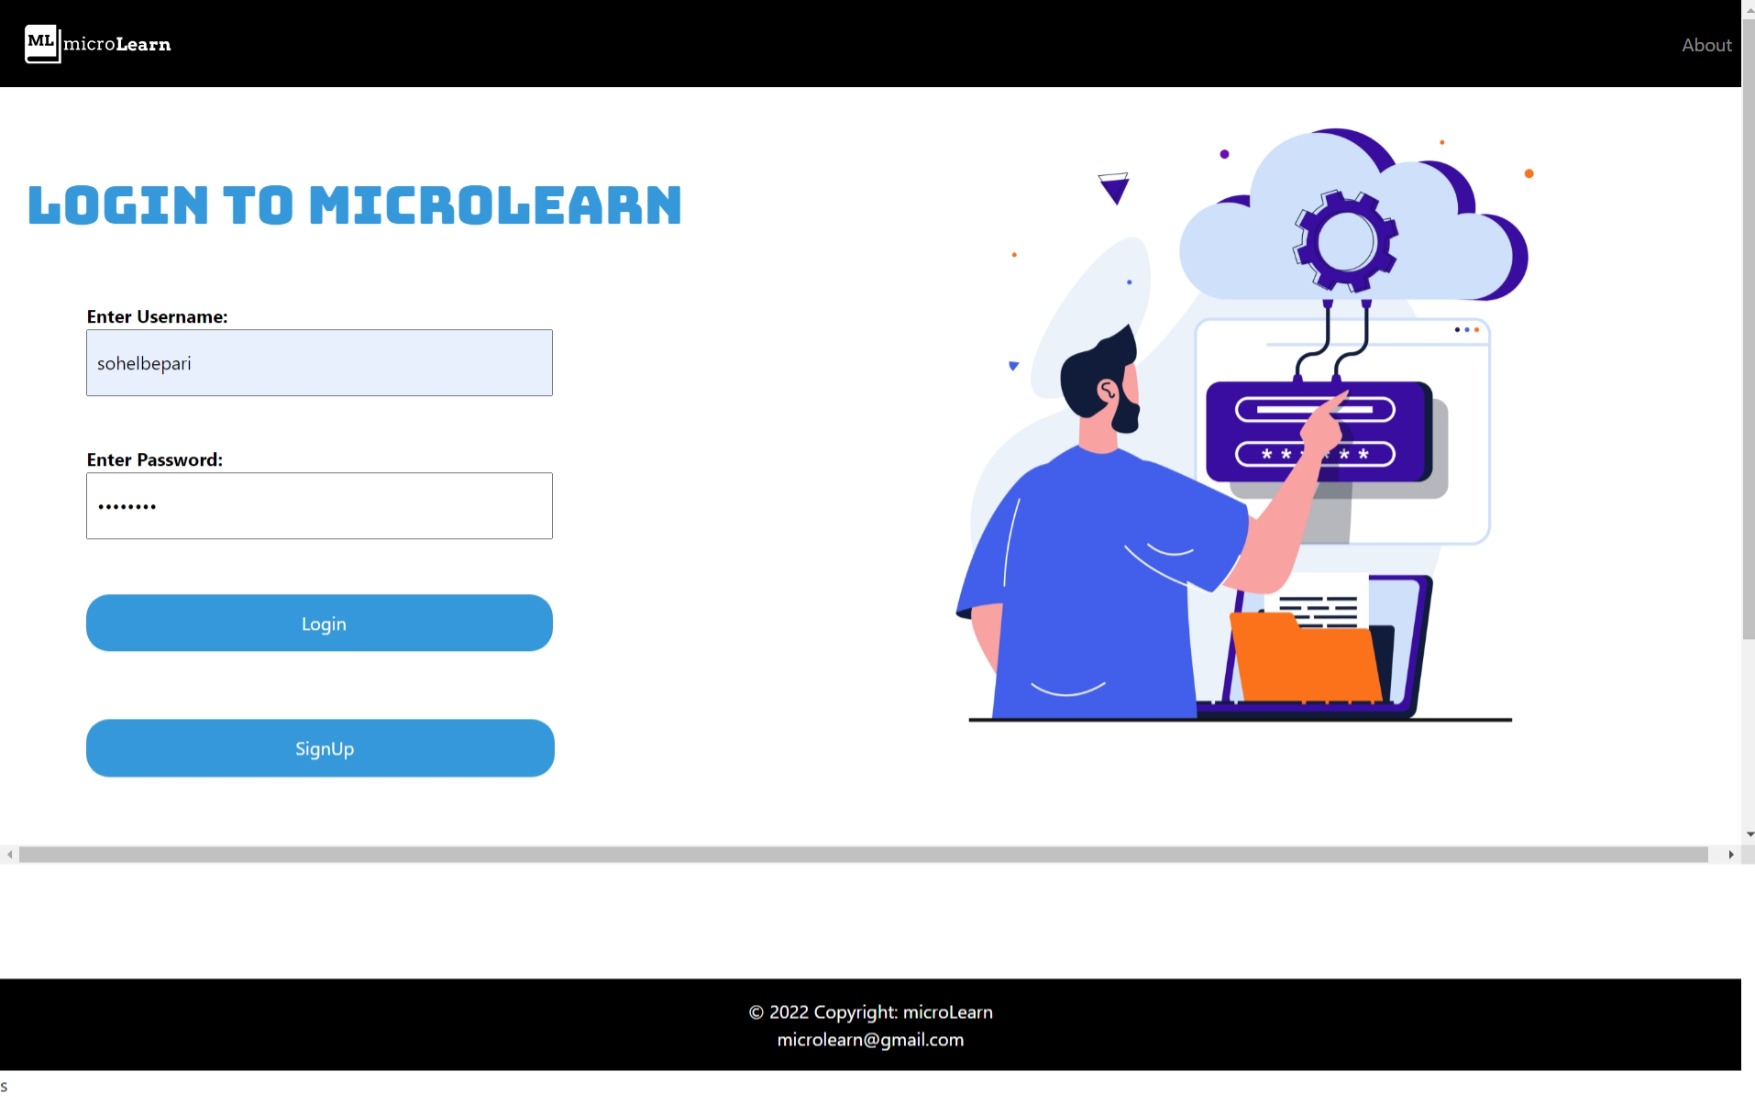 ML microLearn
About
LOGIN TO MICROLEARN
Enter Username:
sohelbepari
Enter Password:
••••••••
* * * * * *
Login
SignUp
© 2022 Copyright: microLearn
microlearn@gmail.com
s